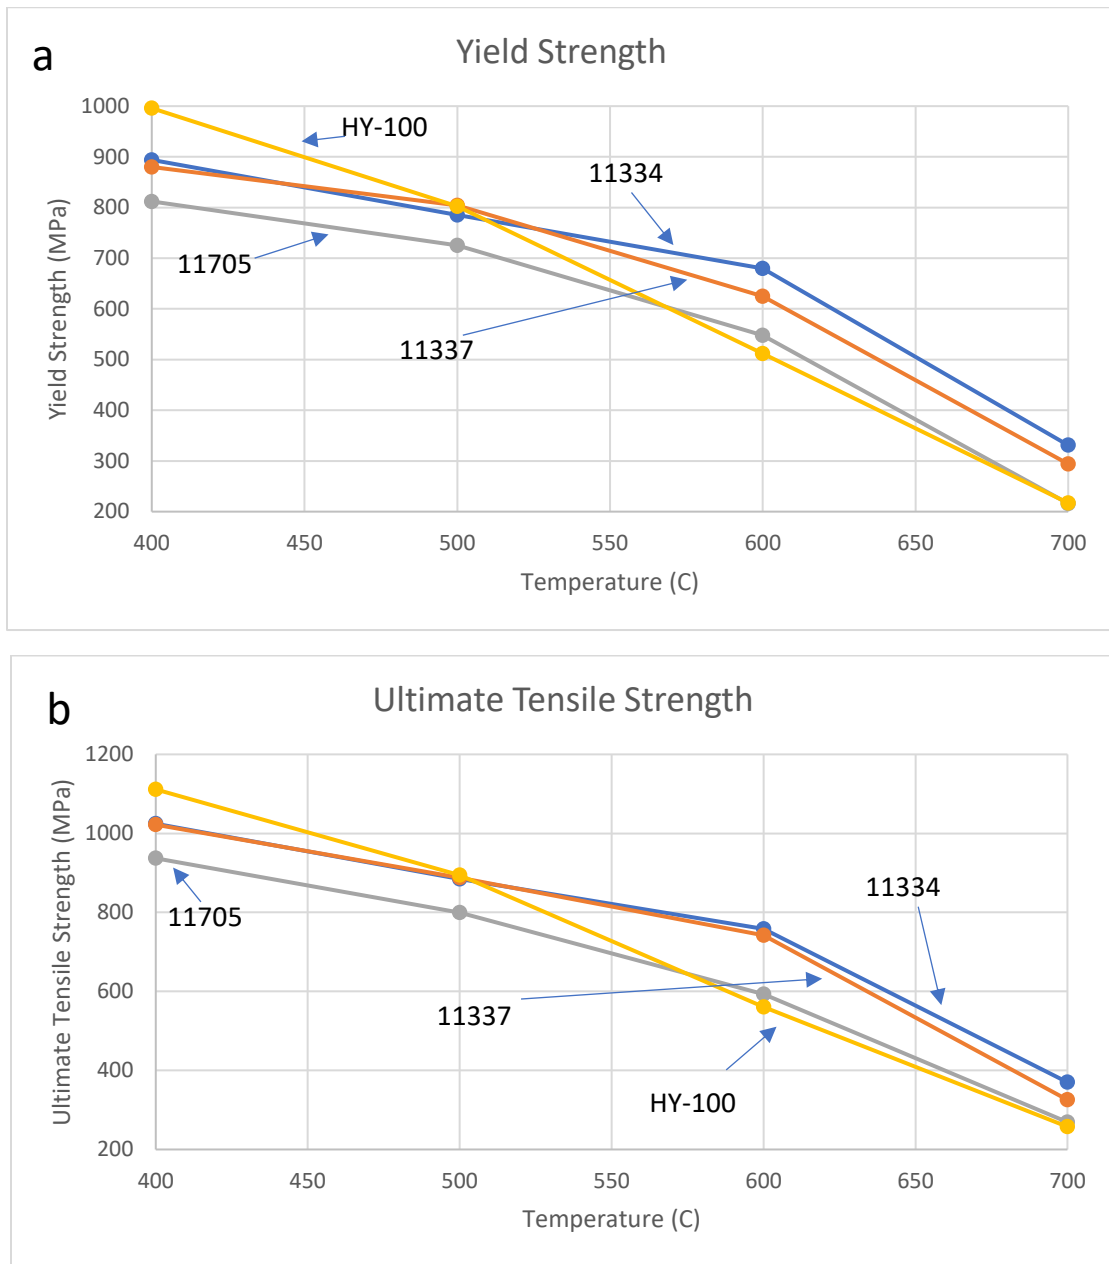 a
Yield Strength
Yield Strength (MPa)
1000
900
800
700
600
500
400
300
200
HY-100
11334
11705
11337
400 450 500 550 600 650 700
Temperature (C)
b
Ultimate Tensile Strength
Ultimate Tensile Strength (MPa)
1200
1000
800
600
400
200
11334
11705
11337
HY-100
400 450 500 550 600 650 700
Temperature (C)